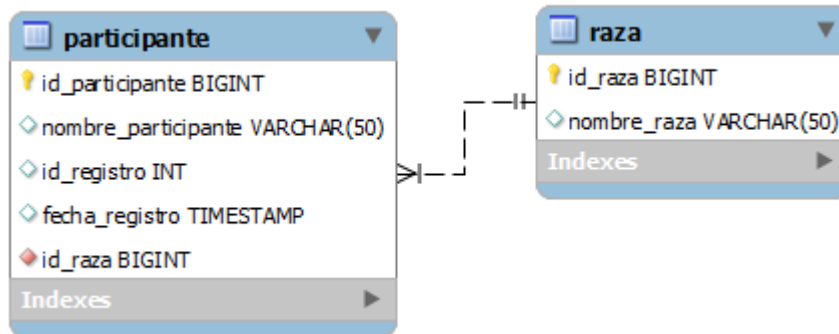 participante
id_participante BIGINT
nombre_participante VARCHAR(50)
id_registro INT
fecha_registro TIMESTAMP
id_raza BIGINT
Indexes
raza
id_raza BIGINT
nombre_raza VARCHAR(50)
Indexes